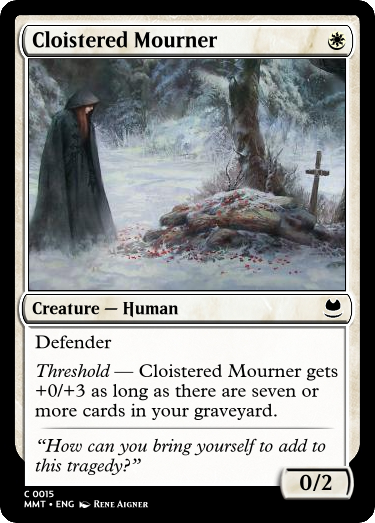 Cloistered Mourner
Creature — Human
Defender
Threshold — Cloistered Mourner gets
+0/+3 as long as there are seven or
more cards in your graveyard.
“How can you bring yourself to add to
this tragedy?”
0/2
C 0015
MMT • ENG Rene Aigner